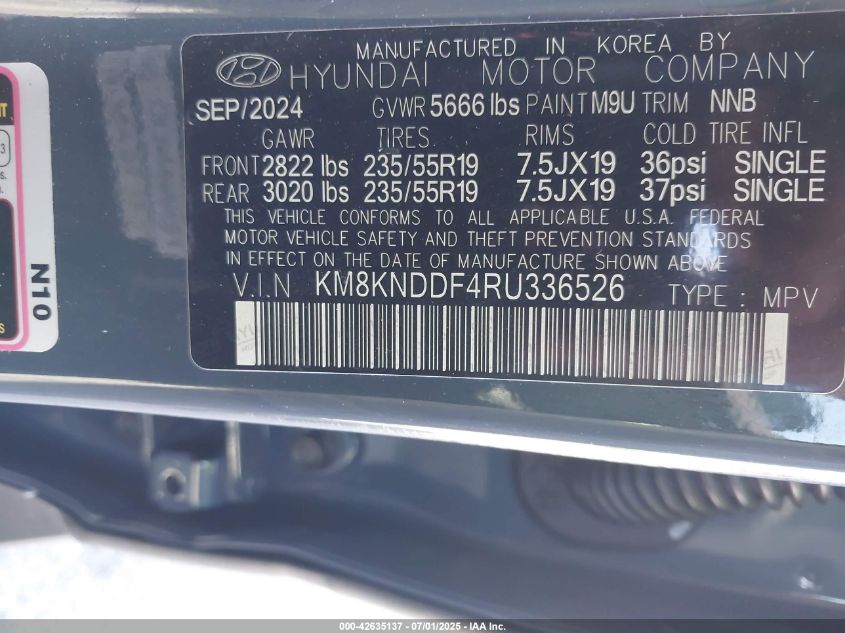 MANUFACTURED IN KOREA BY
HYUNDAI MOTOR COMPANY
SEP/2024 GVWR 5666 lbs PAINT M9U TRIM NNB
GAWR TIRES RIMS COLD TIRE INFL
FRONT 2822 lbs 235/55R19 7.5JX19 36psi SINGLE
REAR 3020 lbs 235/55R19 7.5JX19 37psi SINGLE
THIS VEHICLE CONFORMS TO ALL APPLICABLE U.S.A. FEDERAL
MOTOR VEHICLE SAFETY AND THEFT PREVENTION STANDARDS
IN EFFECT ON THE DATE OF MANUFACTURE SHOWN ABOVE
V.I.N KM8KNDDF4RU336526 TYPE : MPV
N10
000-42635137 - 07/01/2025 - IAAI, Inc.